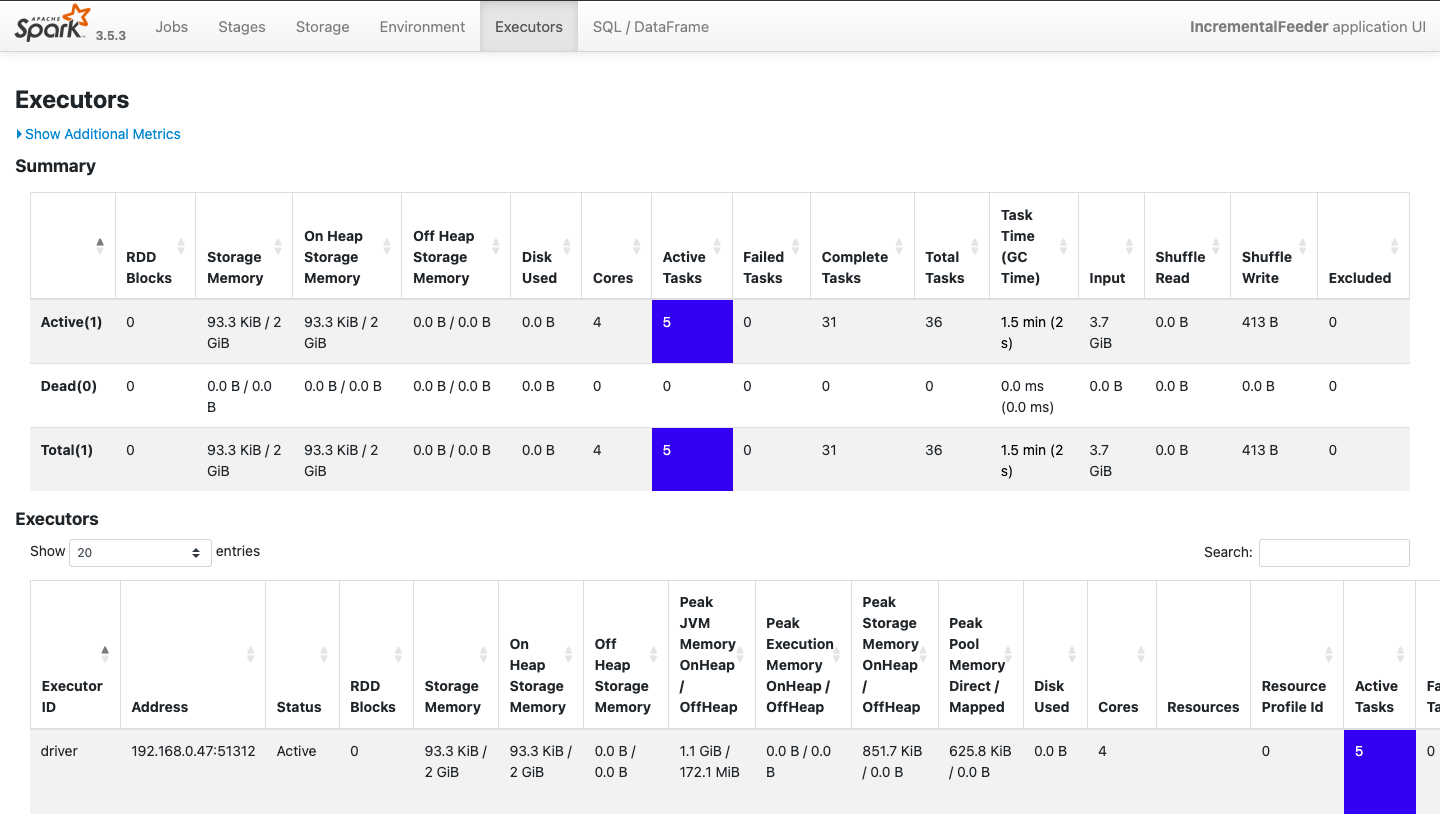 APACHE
Spark 3.5.3 Jobs Stages Storage Environment Executors SQL / DataFrame IncrementalFeeder application UI
Executors
Show Additional Metrics
Summary
RDD Blocks Storage Memory On Heap Storage Memory Off Heap Storage Memory Disk Used Cores Active Tasks Failed Tasks Complete Tasks Total Tasks Task Time (GC Time) Input Shuffle Read Shuffle Write Excluded
Active(1) 0 93.3 KiB / 2 GiB 93.3 KiB / 2 GiB 0.0 B / 0.0 B 0.0 B 4 5 0 31 36 1.5 min (2 s) 3.7 GiB 0.0 B 413 B 0
Dead(0) 0 0.0 B / 0.0 B 0.0 B / 0.0 B 0.0 B / 0.0 B 0.0 B 0 0 0 0 0 0.0 ms (0.0 ms) 0.0 B 0.0 B 0.0 B 0
Total(1) 0 93.3 KiB / 2 GiB 93.3 KiB / 2 GiB 0.0 B / 0.0 B 0.0 B 4 5 0 31 36 1.5 min (2 s) 3.7 GiB 0.0 B 413 B 0
Executors
Show 20 entries Search:
Executor ID Address Status RDD Blocks Storage Memory On Heap Storage Memory Off Heap Storage Memory Peak JVM Memory OnHeap / OffHeap Peak Execution Memory OnHeap / OffHeap Peak Storage Memory OnHeap / OffHeap Peak Pool Memory Direct / Mapped Disk Used Cores Resources Resource Profile Id Active Tasks
driver 192.168.0.47:51312 Active 0 93.3 KiB / 2 GiB 93.3 KiB / 2 GiB 0.0 B / 0.0 B 1.1 GiB / 172.1 MiB 0.0 B / 0.0 B 851.7 KiB / 0.0 B 625.8 KiB / 0.0 B 0.0 B 4 0 5 0